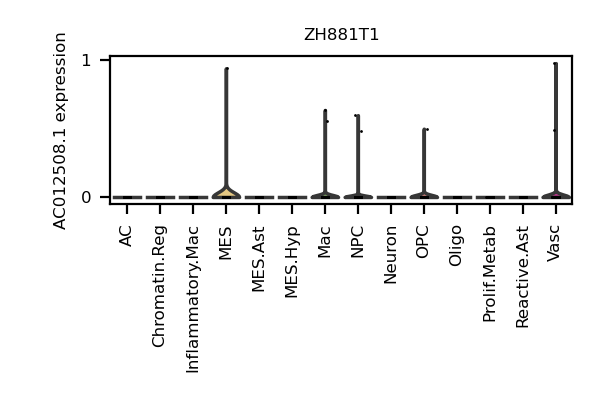 ZH881T1
AC012508.1 expression
1
0
AC
Chromatin.Reg
Inflammatory.Mac
MES
MES.Ast
MES.Hyp
Mac
NPC
Neuron
OPC
Oligo
Prolif.Metab
Reactive.Ast
Vasc